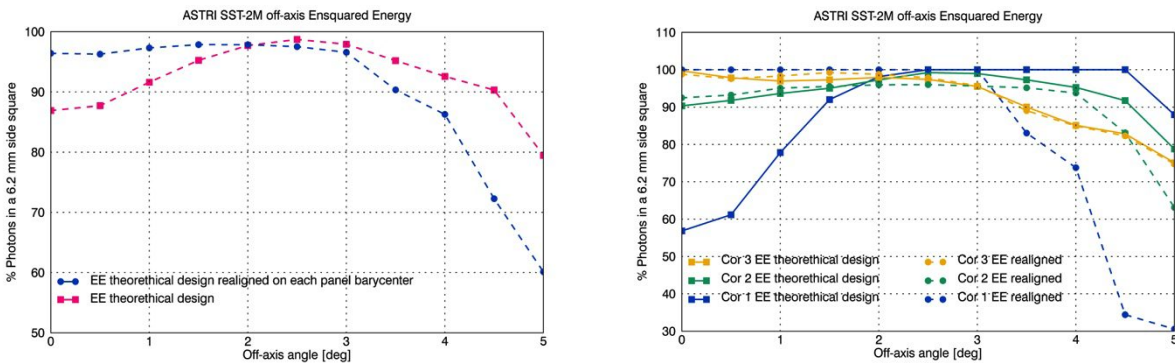 ASTRI SST-2M off-axis Ensquared Energy
100
90
80
70
60
50
% Photons in a 6.2 mm side square
EE theorethical design realigned on each panel barycenter
EE theorethical design
0 1 2 3 4 5
Off-axis angle [deg]
ASTRI SST-2M off-axis Ensquared Energy
110
100
90
80
70
60
50
40
30
% Photons in a 6.2 mm side square
Cor 3 EE theorethical design Cor 3 EE realigned
Cor 2 EE theorethical design Cor 2 EE realigned
Cor 1 EE theorethical design Cor 1 EE realigned
0 1 2 3 4 5
Off-axis angle [deg]